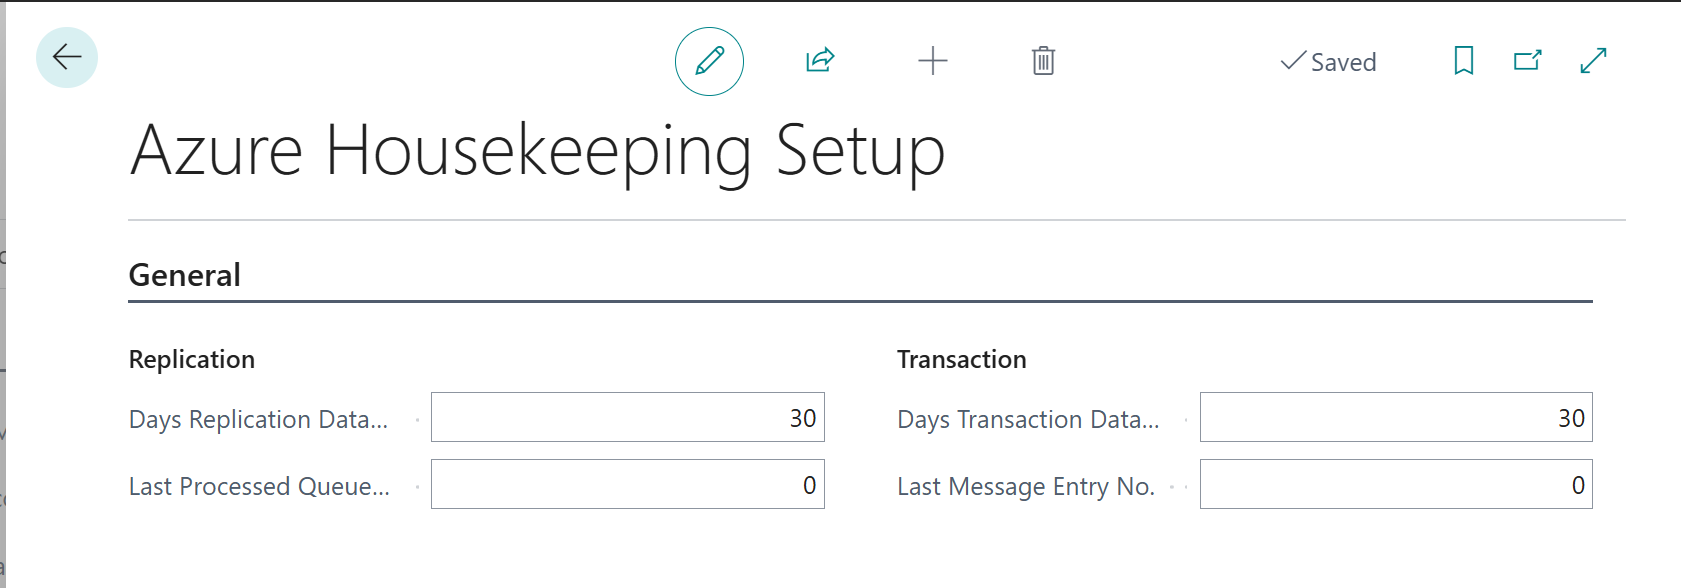 Saved
Azure Housekeeping Setup
General
Replication
Days Replication Data... 30
Last Processed Queue... 0
Transaction
Days Transaction Data... 30
Last Message Entry No. 0